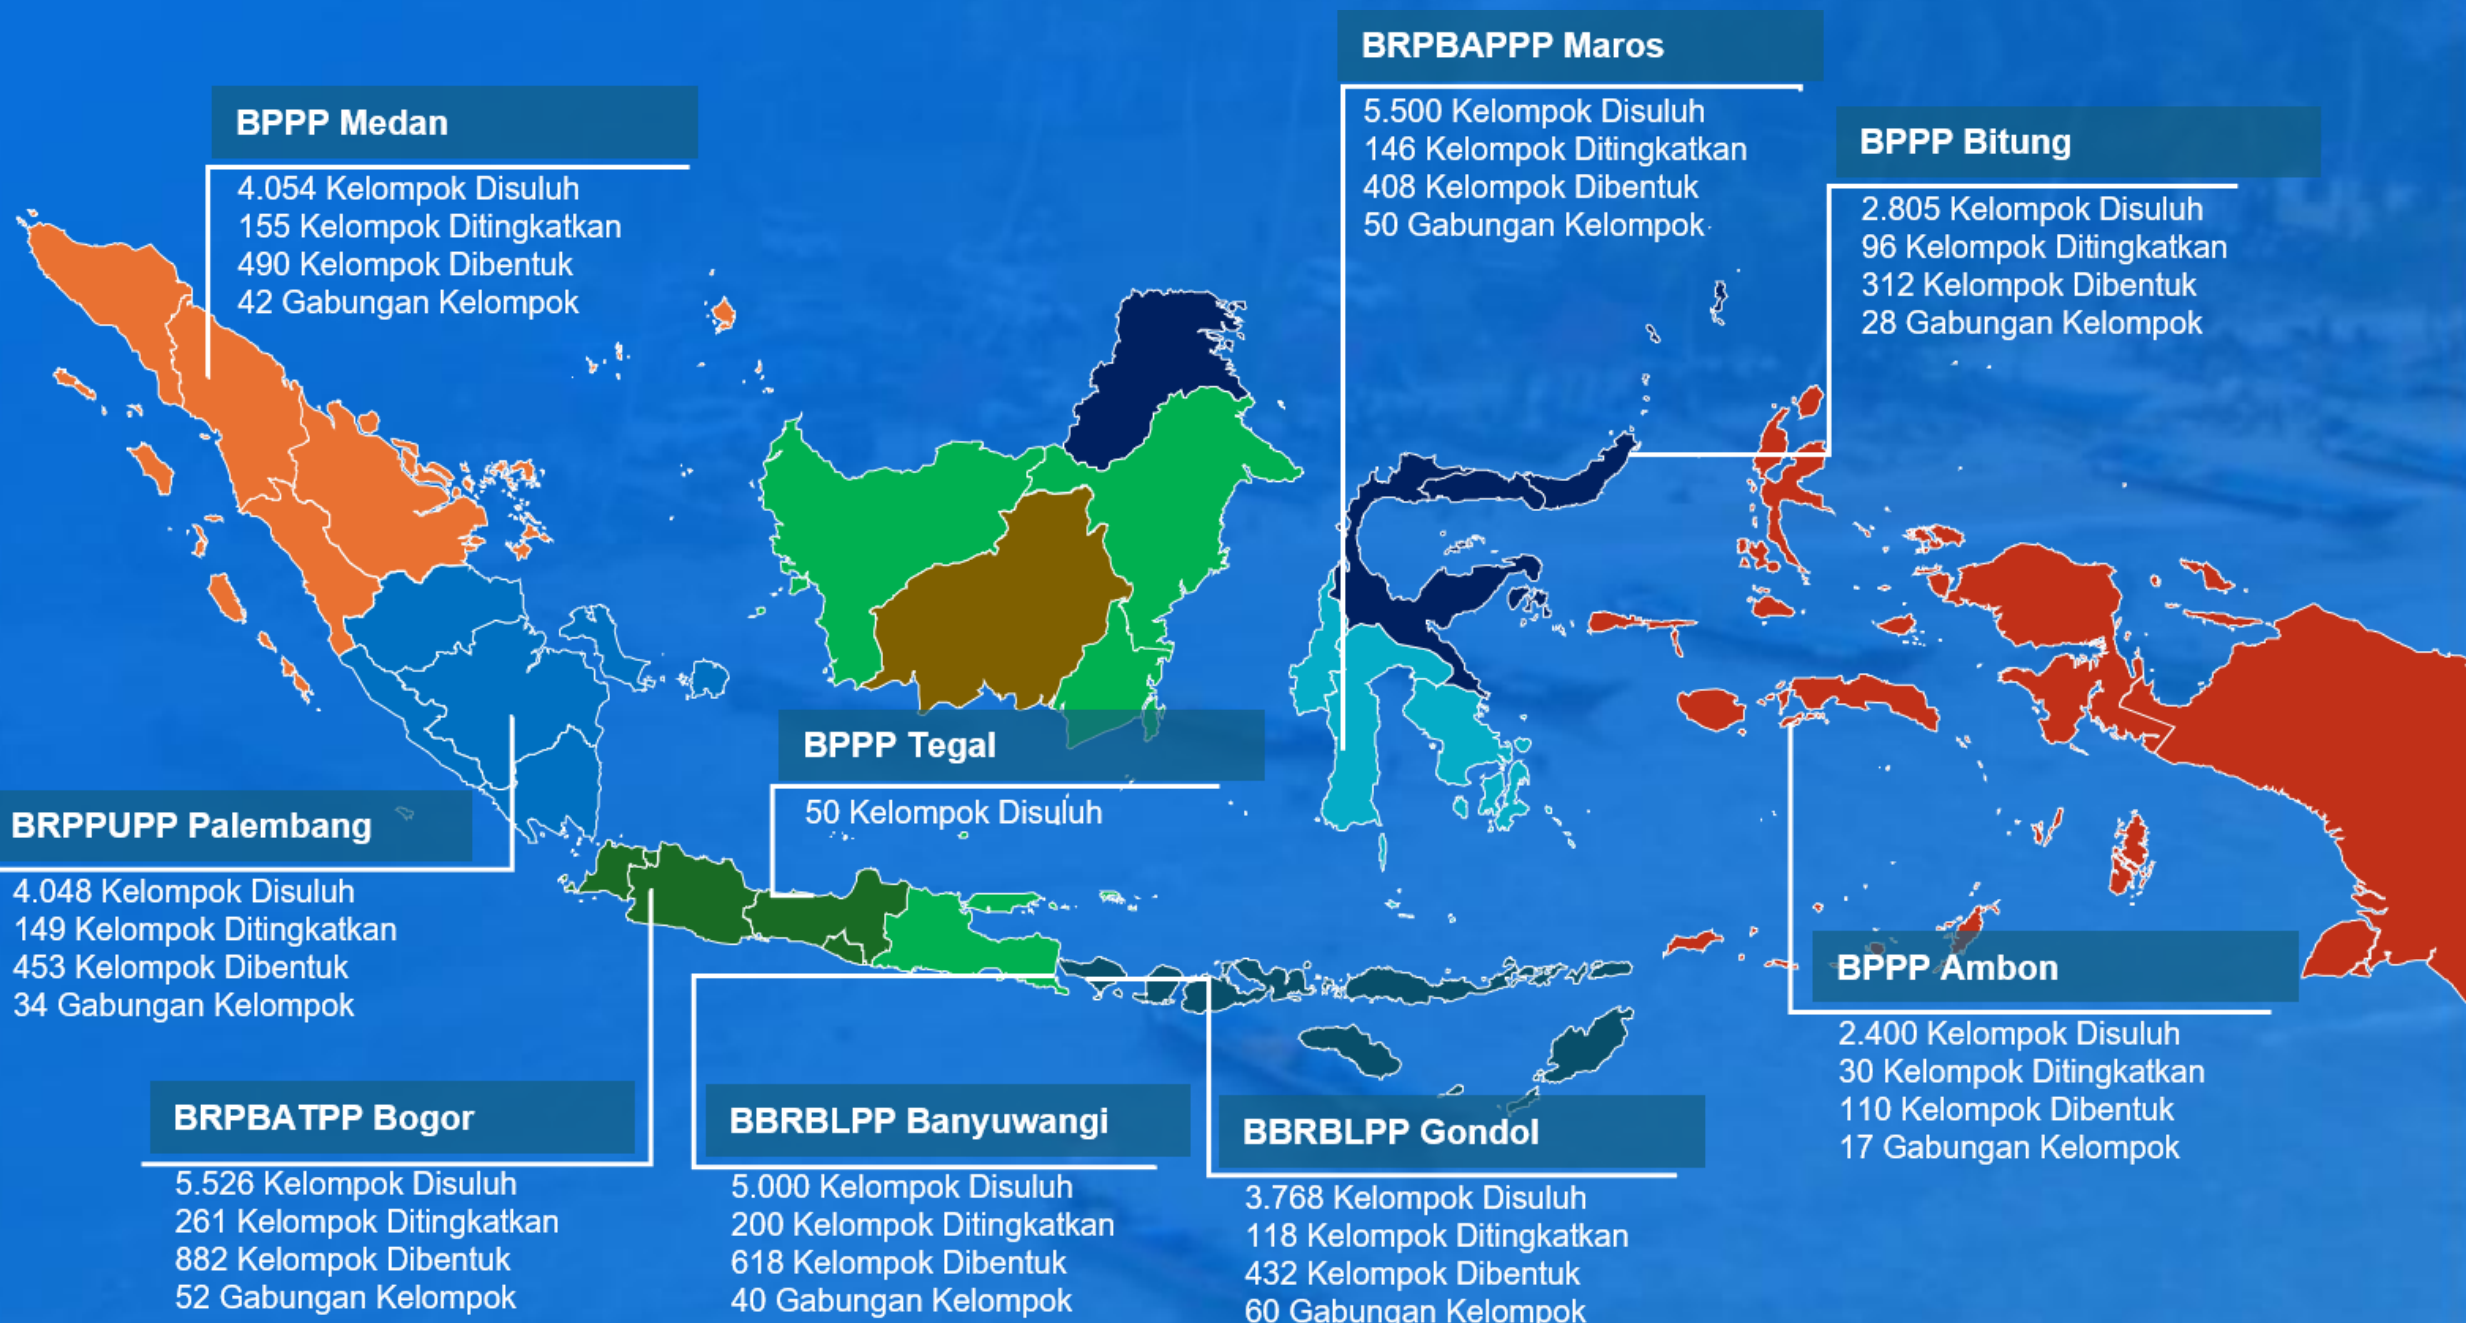 BRPBAPPP Maros
5.500 Kelompok Disuluh
146 Kelompok Ditingkatkan
408 Kelompok Dibentuk
50 Gabungan Kelompok
BPPP Medan
4.054 Kelompok Disuluh
155 Kelompok Ditingkatkan
490 Kelompok Dibentuk
42 Gabungan Kelompok
BPPP Bitung
2.805 Kelompok Disuluh
96 Kelompok Ditingkatkan
312 Kelompok Dibentuk
28 Gabungan Kelompok
BPPP Tegal
50 Kelompok Disuluh
BRPPUPP Palembang
4.048 Kelompok Disuluh
149 Kelompok Ditingkatkan
453 Kelompok Dibentuk
34 Gabungan Kelompok
BPPP Ambon
2.400 Kelompok Disuluh
30 Kelompok Ditingkatkan
110 Kelompok Dibentuk
17 Gabungan Kelompok
BRPBATPP Bogor
5.526 Kelompok Disuluh
261 Kelompok Ditingkatkan
882 Kelompok Dibentuk
52 Gabungan Kelompok
BBRBLPP Banyuwangi
5.000 Kelompok Disuluh
200 Kelompok Ditingkatkan
618 Kelompok Dibentuk
40 Gabungan Kelompok
BBRBLPP Gondol
3.768 Kelompok Disuluh
118 Kelompok Ditingkatkan
432 Kelompok Dibentuk
60 Gabungan Kelompok